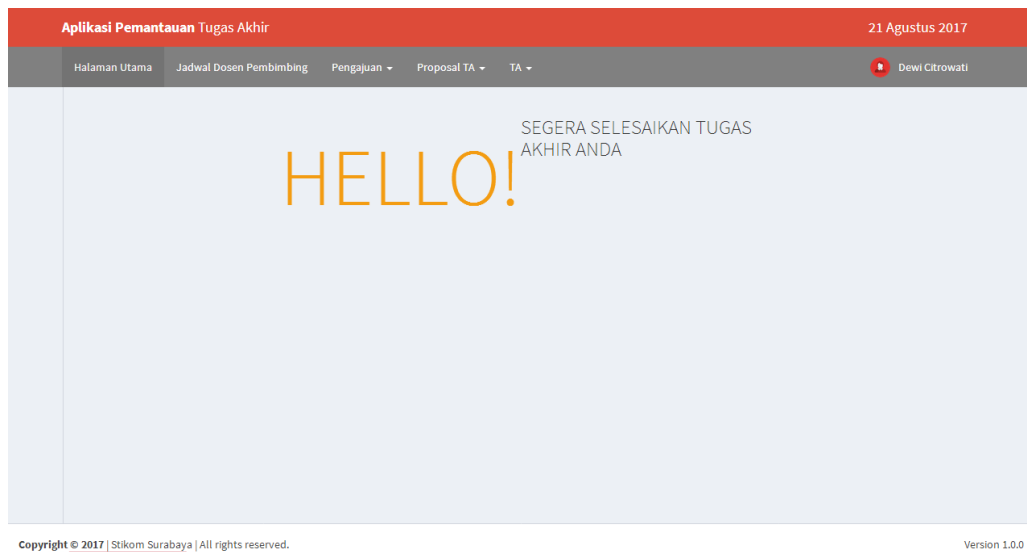 Aplikasi Pemantauan Tugas Akhir
21 Agustus 2017
Halaman Utama Jadwal Dosen Pembimbing Pengajuan Proposal TA TA Dewi Citrowati
HELLO!
SEGERA SELESAIKAN TUGAS
AKHIR ANDA
Copyright © 2017 | Stikom Surabaya | All rights reserved.
Version 1.0.0